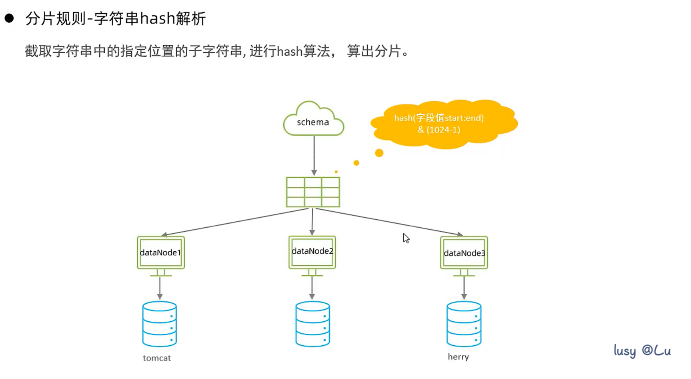 ● 分片规则-字符串hash解析
截取字符串中的指定位置的子字符串, 进行hash算法， 算出分片。
schema
hash(字段值start:end)
& (1024-1)
dataNode1
dataNode2
dataNode3
tomcat
herry
lusy @Lu